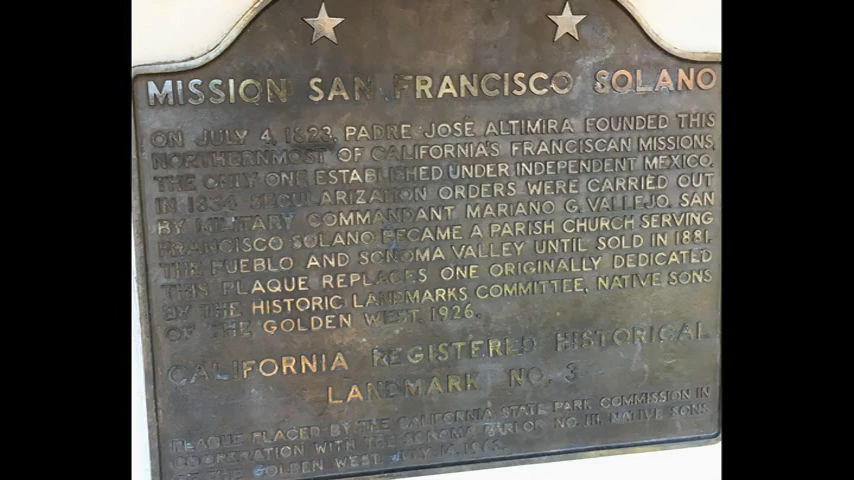 MISSION SAN FRANCISCO SOLANO
ON JULY 4, 1823, PADRE JOSE ALTIMIRA FOUNDED THIS
NORTHERNMOST OF CALIFORNIA'S FRANCISCAN MISSIONS,
THE ONLY ONE ESTABLISHED UNDER INDEPENDENT MEXICO.
IN 1834 SECULARIZATION ORDERS WERE CARRIED OUT
BY MILITARY COMMANDANT MARIANO G. VALLEJO. SAN
FRANCISCO SOLANO BECAME A PARISH CHURCH SERVING
THE PUEBLO AND SONOMA VALLEY UNTIL SOLD IN 1881.
THIS PLAQUE REPLACES ONE ORIGINALLY DEDICATED
BY THE HISTORIC LANDMARKS COMMITTEE, NATIVE SONS
OF THE GOLDEN WEST, 1926.
CALIFORNIA REGISTERED HISTORICAL
LANDMARK NO. 3
PLAQUE PLACED BY THE CALIFORNIA STATE PARK COMMISSION IN
COOPERATION WITH THE SONOMA PARLOR NO. 111, NATIVE SONS
OF THE GOLDEN WEST, JULY